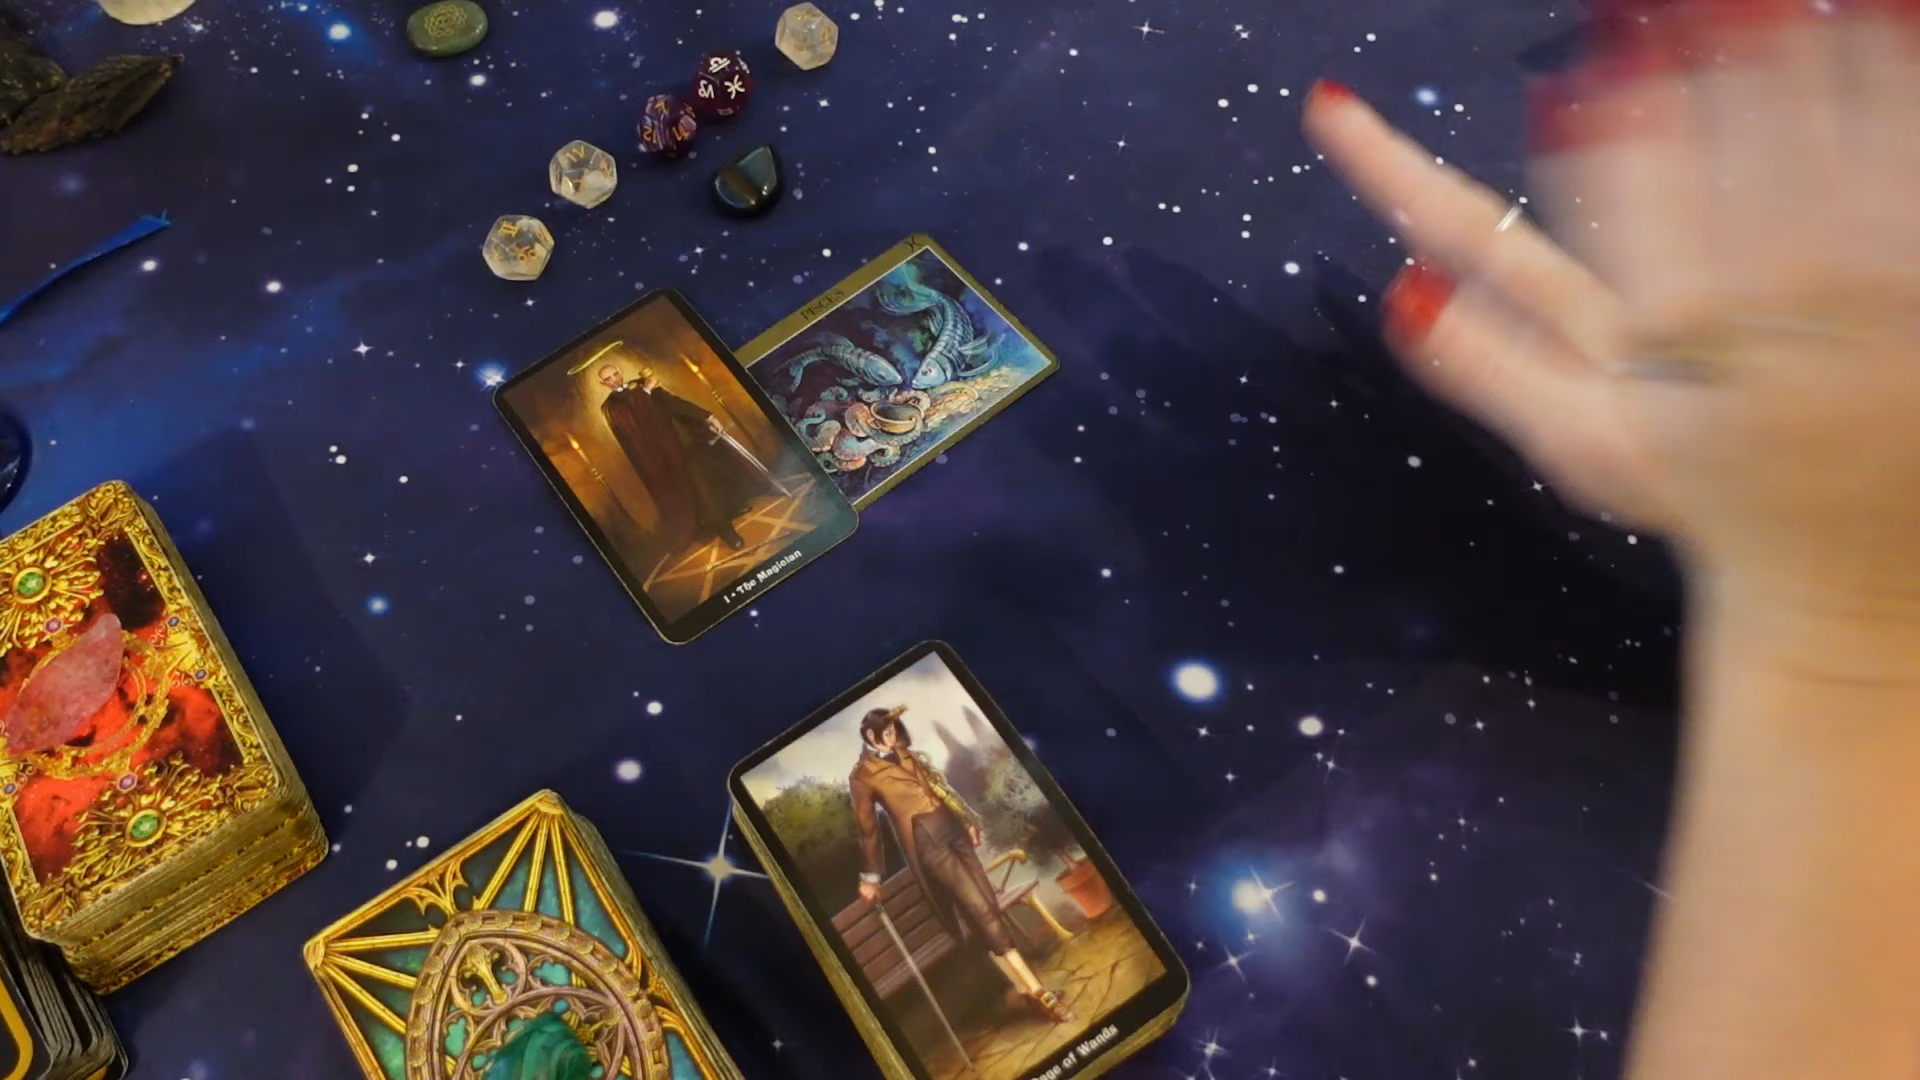 PISCES
I • The Magician
Page of Wands